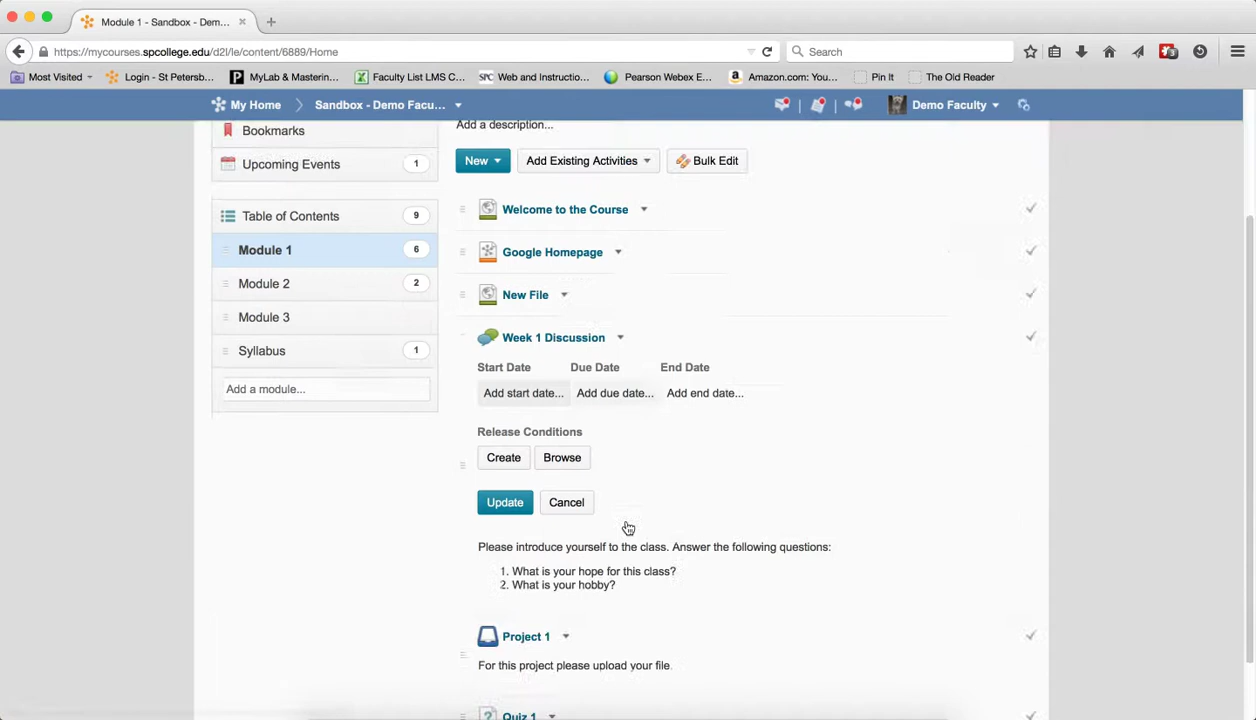 Module 1 - Sandbox - Dem...
https://mycourses.spcollege.edu/d2l/le/content/6889/Home
Search
Most Visited
Login - St Petersb...
MyLab & Mastering...
Faculty List LMS C...
SPC Web and Instructio...
Pearson Webex E...
Amazon.com: You...
Pin It
The Old Reader
My Home
Sandbox - Demo Facu...
Demo Faculty
Bookmarks
Upcoming Events 1
Table of Contents 9
Module 1 6
Module 2 2
Module 3
Syllabus 1
Add a module...
Add a description...
New
Add Existing Activities
Bulk Edit
Welcome to the Course
Google Homepage
New File
Week 1 Discussion
Start Date Due Date End Date
Add start date... Add due date... Add end date...
Release Conditions
Create Browse
Update Cancel
Please introduce yourself to the class. Answer the following questions:
1. What is your hope for this class?
2. What is your hobby?
Project 1
For this project please upload your file.
Quiz 1